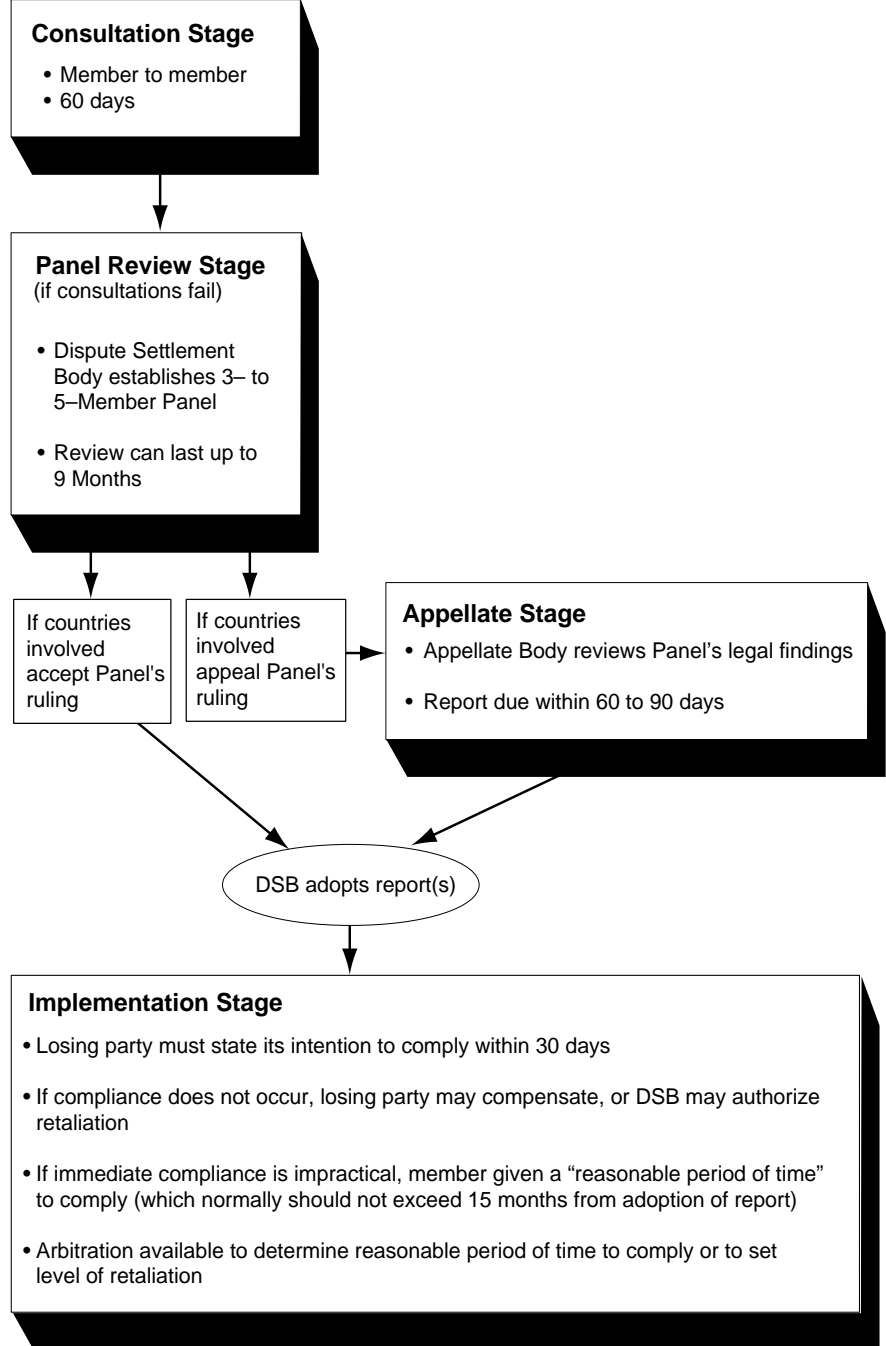 Consultation Stage
• Member to member
• 60 days
Panel Review Stage
(if consultations fail)
• Dispute Settlement
Body establishes 3– to
5–Member Panel
• Review can last up to
9 Months
If countries
involved
accept Panel's
ruling
If countries
involved
appeal Panel's
ruling
Appellate Stage
• Appellate Body reviews Panel’s legal findings
• Report due within 60 to 90 days
DSB adopts report(s)
Implementation Stage
• Losing party must state its intention to comply within 30 days
• If compliance does not occur, losing party may compensate, or DSB may authorize
retaliation
• If immediate compliance is impractical, member given a “reasonable period of time”
to comply (which normally should not exceed 15 months from adoption of report)
• Arbitration available to determine reasonable period of time to comply or to set
level of retaliation